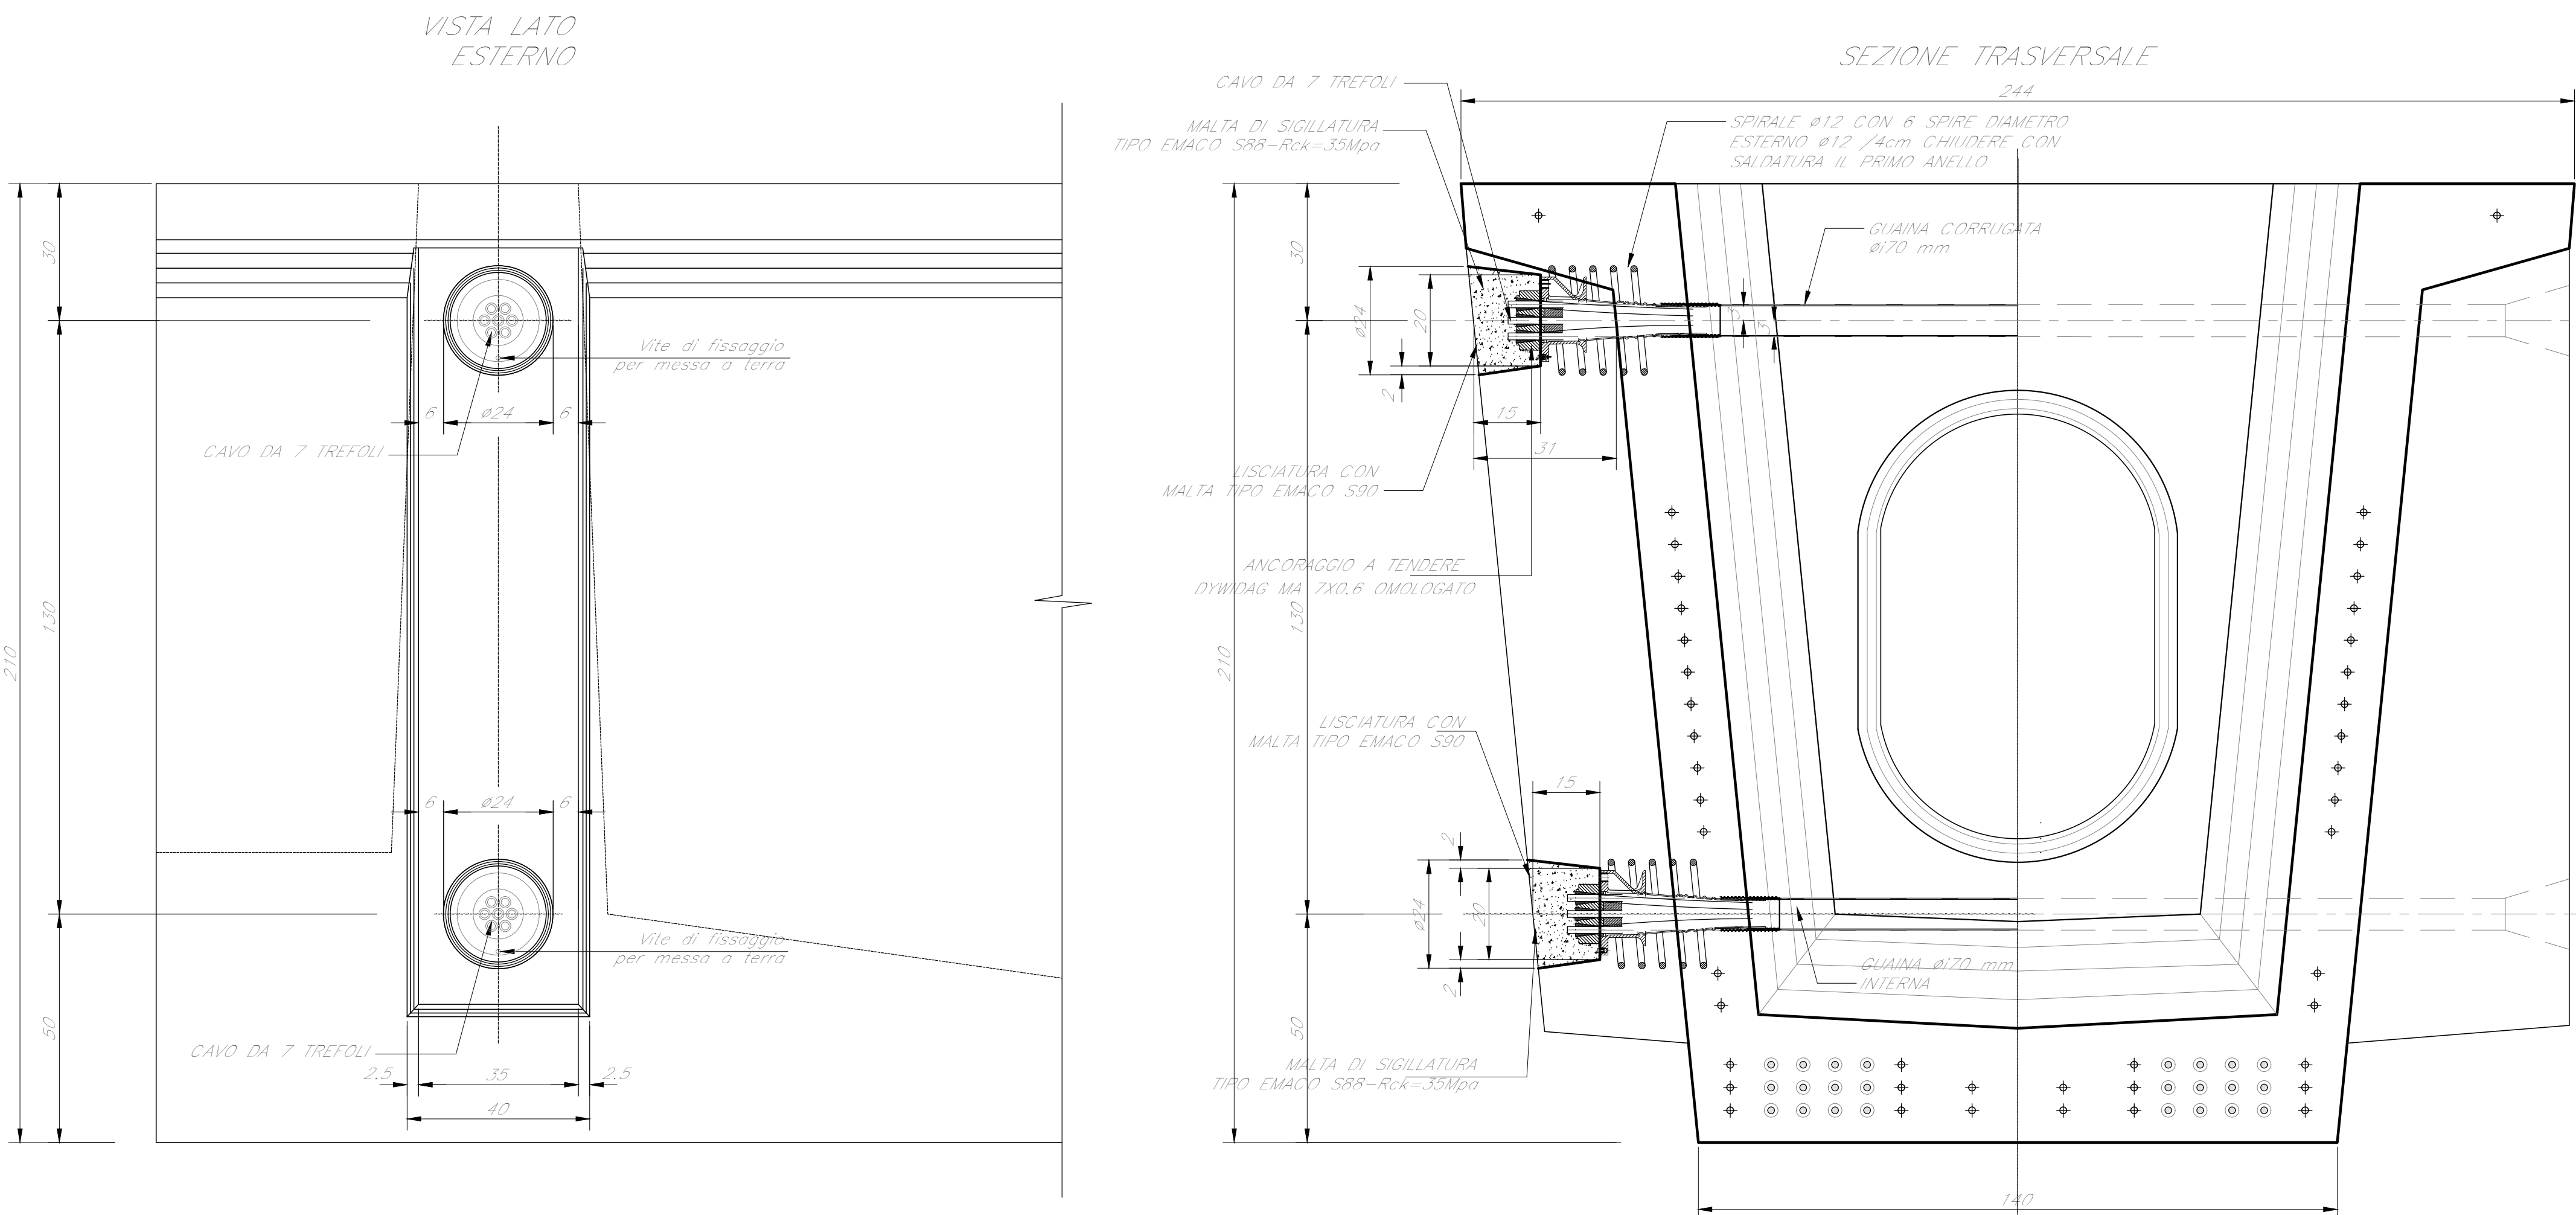 VISTA LATO
ESTERNO
210
30
130
50
Vite di fissaggio
per messa a terra
6
ø24
6
CAVO DA 7 TREFOLI
6
ø24
6
Vite di fissaggio
per messa a terra
CAVO DA 7 TREFOLI
2.5
35
2.5
40
SEZIONE TRASVERSALE
244
CAVO DA 7 TREFOLI
MALTA DI SIGILLATURA
TIPO EMACO S88-Rck=35Mpa
SPIRALE ø12 CON 6 SPIRE DIAMETRO
ESTERNO ø12 /4cm CHIUDERE CON
SALDATURA IL PRIMO ANELLO
GUAINA CORRUGATA
øi70 mm
210
30
130
50
ø24
20
2
15
31
3
3
LISCIATURA CON
MALTA TIPO EMACO S90
ANCORAGGIO A TENDERE
DYWIDAG MA 7X0.6 OMOLOGATO
LISCIATURA CON
MALTA TIPO EMACO S90
15
2
ø24
20
2
GUAINA øi70 mm
INTERNA
MALTA DI SIGILLATURA
TIPO EMACO S88-Rck=35Mpa
140